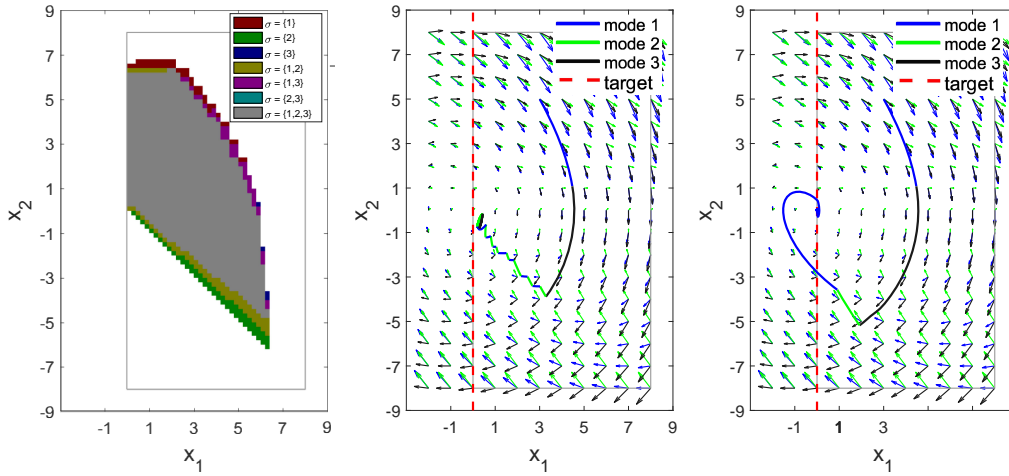 9
7
5
3
1
-1
-3
-5
-7
-9
-1 1 3 5 7 9
x1
x2
σ = {1}
σ = {2}
σ = {3}
σ = {1,2}
σ = {1,3}
σ = {2,3}
σ = {1,2,3}
9
7
5
3
1
-1
-3
-5
-7
-9
-1 1 3 5 7 9
x1
x2
mode 1
mode 2
mode 3
target
9
7
5
3
1
-1
-3
-5
-7
-9
-1 1 3
x1
x2
mode 1
mode 2
mode 3
target